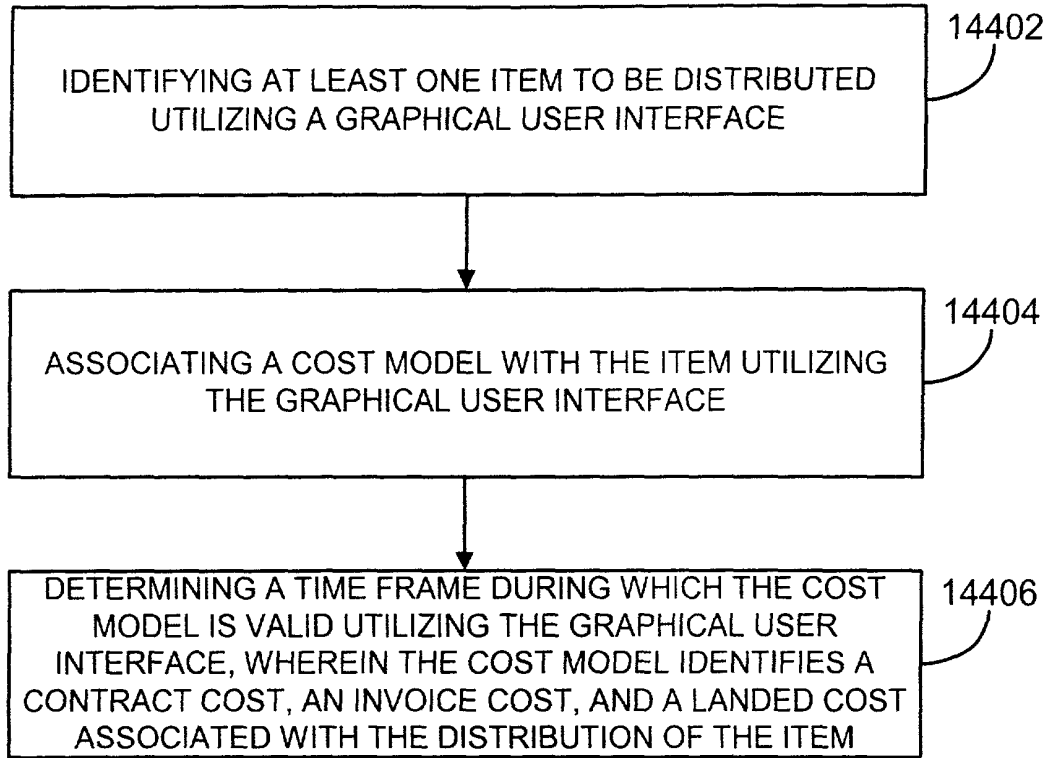 14402
IDENTIFYING AT LEAST ONE ITEM TO BE DISTRIBUTED
UTILIZING A GRAPHICAL USER INTERFACE
14404
ASSOCIATING A COST MODEL WITH THE ITEM UTILIZING
THE GRAPHICAL USER INTERFACE
14406
DETERMINING A TIME FRAME DURING WHICH THE COST
MODEL IS VALID UTILIZING THE GRAPHICAL USER
INTERFACE, WHEREIN THE COST MODEL IDENTIFIES A
CONTRACT COST, AN INVOICE COST, AND A LANDED COST
ASSOCIATED WITH THE DISTRIBUTION OF THE ITEM